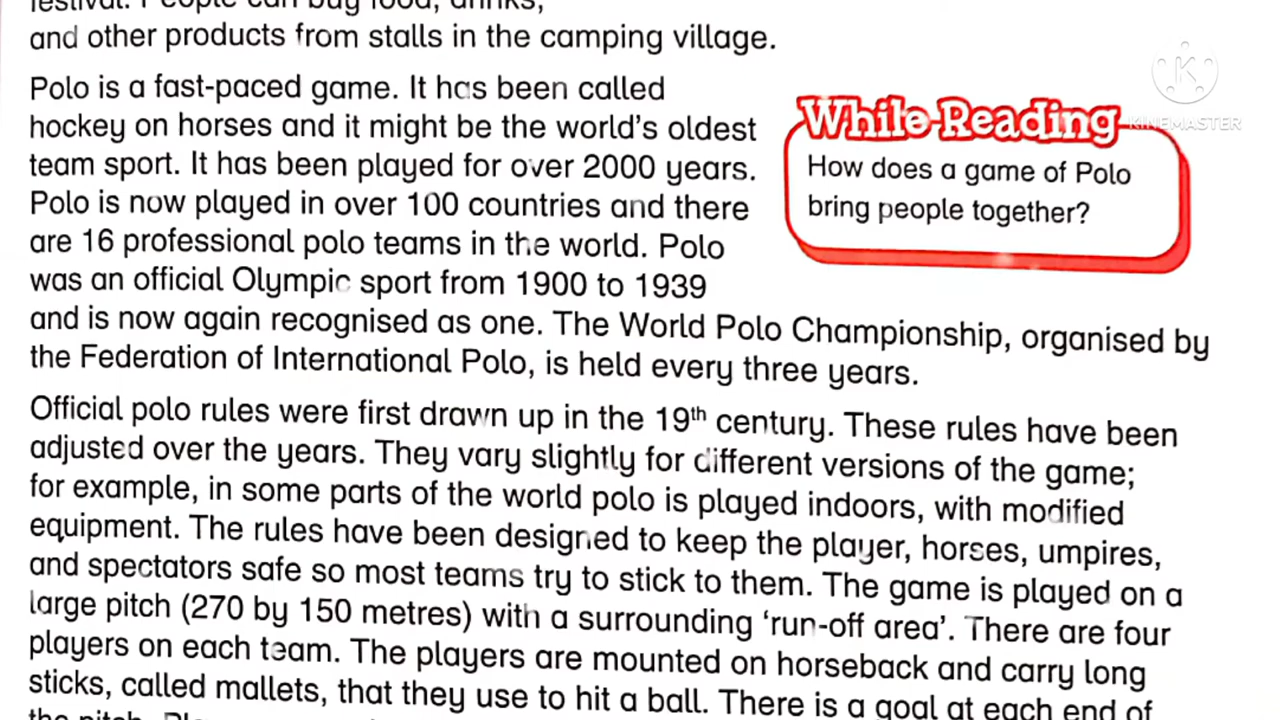 festival. People can buy food, drinks,
and other products from stalls in the camping village.
Polo is a fast-paced game. It has been called
hockey on horses and it might be the world's oldest
team sport. It has been played for over 2000 years.
Polo is now played in over 100 countries and there
are 16 professional polo teams in the world. Polo
was an official Olympic sport from 1900 to 1939
and is now again recognised as one. The World Polo Championship, organised by
the Federation of International Polo, is held every three years.
While-Reading
How does a game of Polo
bring people together?
K
KINEMASTER
Official polo rules were first drawn up in the 19th century. These rules have been
adjusted over the years. They vary slightly for different versions of the game;
for example, in some parts of the world polo is played indoors, with modified
equipment. The rules have been designed to keep the player, horses, umpires,
and spectators safe so most teams try to stick to them. The game is played on a
large pitch (270 by 150 metres) with a surrounding 'run-off area'. There are four
players on each team. The players are mounted on horseback and carry long
sticks, called mallets, that they use to hit a ball. There is a goal at each end of
the pitch.